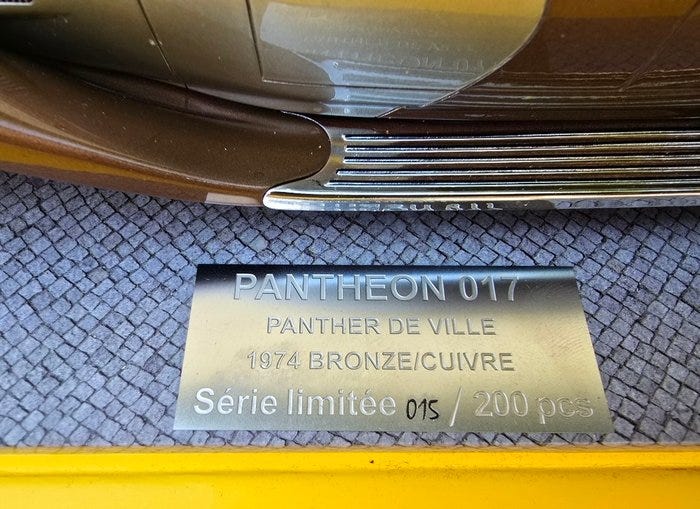 PANTHEON 017
PANTHER DE VILLE
1974 BRONZE/CUIVRE
Série limitée 015 / 200 pcs